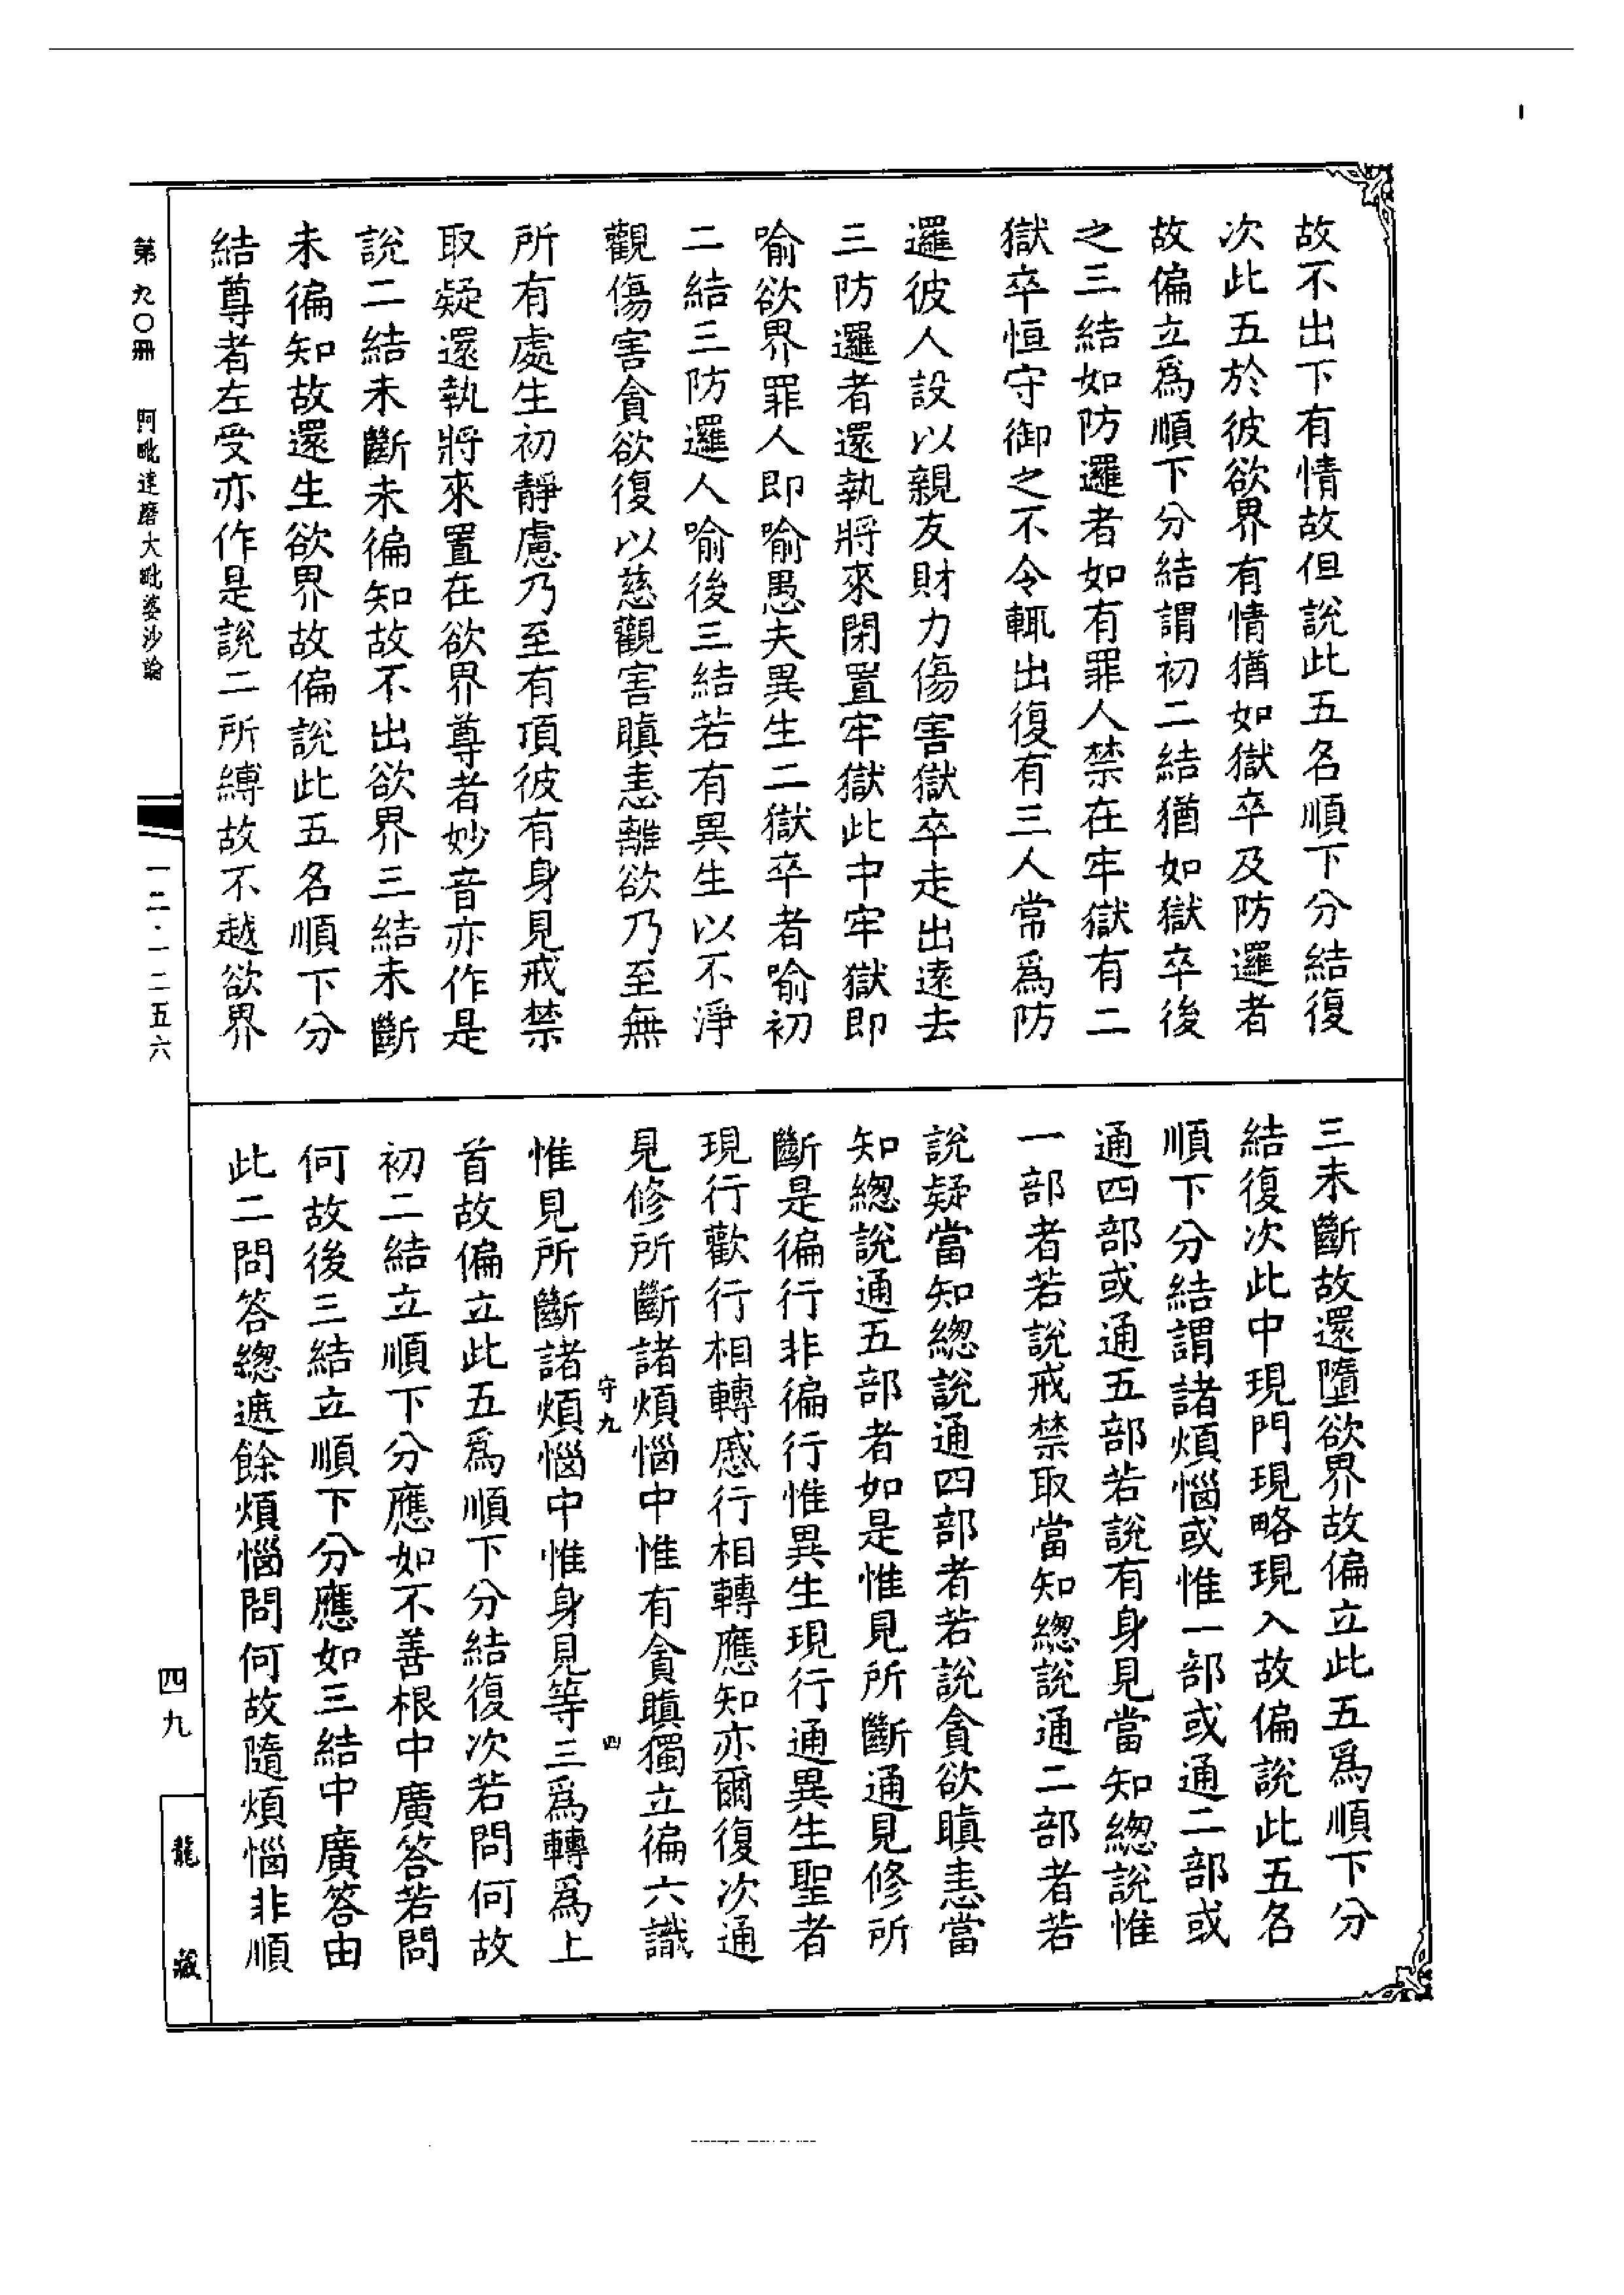 故不出下有情故但說此五名順下分結復
次此五於彼欲界有情猶如獄卒及防邏者
故偏立爲順下分結謂初二結猶如獄卒後
之三結如防邏者如有罪人禁在牢獄有二
獄卒恒守御之不令輒出復有三人常爲防
邏彼人設以親友財力傷害獄卒走出遠去
三防邏者還執將來閉置牢獄此中牢獄即
喻欲界罪人即喻愚夫異生二獄卒者喻初
二結三防邏人喻後三結若有異生以不淨
觀傷害貪欲復以慈觀害瞋恚離欲乃至無
所有處生初靜慮乃至有頂彼有身見戒禁
取疑還執將來置在欲界尊者妙音亦作是
說二結未斷未徧知故不出欲界三結未斷
未徧知故還生欲界故偏說此五名順下分
結尊者左受亦作是說二所縛故不越欲界
三未斷故還墮欲界故偏立此五爲順下分
結復次此中現門現略現入故偏說此五名
順下分結謂諸煩惱或惟一部或通二部或
通四部或通五部若說有身見當知總說惟
一部者若說戒禁取當知總說通二部者若
說疑當知總說通四部者若說貪欲瞋恚當
知總說通五部者如是惟見所斷通見修所
斷是徧行非徧行惟異生現行通異生聖者
現行歡行相轉慼行相轉應知亦爾復次通
見修所斷諸煩惱中惟有貪瞋獨立徧六識
守九
四
惟見所斷諸煩惱中惟身見等三爲轉爲上
首故偏立此五爲順下分結復次若問何故
初二結立順下分應如不善根中廣答若問
何故後三結立順下分應如三結中廣答由
此二問答總遮餘煩惱問何故隨煩惱非順
第九〇冊
阿毗達磨大毗婆沙論
一二·一二五六
四九
龍藏